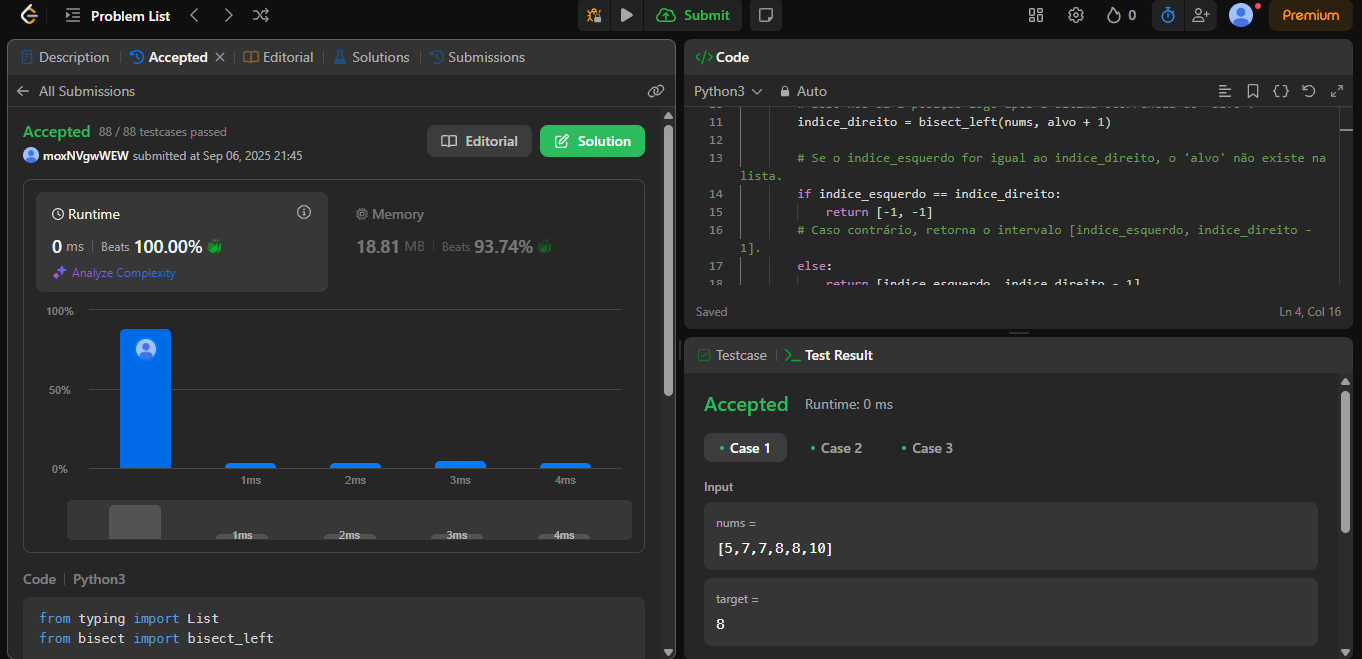 Problem List
Submit
0
Premium
Description
Accepted
Editorial
Solutions
Submissions
All Submissions
Accepted 88 / 88 testcases passed
moxNVgwWEW submitted at Sep 06, 2025 21:45
Editorial
Solution
Runtime
0 ms Beats 100.00%
Analyze Complexity
Memory
18.81 MB Beats 93.74%
100%
50%
0%
1ms 2ms 3ms 4ms
1ms 2ms 3ms 4ms
Code Python3
from typing import List
from bisect import bisect_left
</> Code
Python3 Auto
11 indice_direito = bisect_left(nums, alvo + 1)
12
13 # Se o indice_esquerdo for igual ao indice_direito, o 'alvo' não existe na
lista.
14 if indice_esquerdo == indice_direito:
15 return [-1, -1]
16 # Caso contrário, retorna o intervalo [indice_esquerdo, indice_direito -
1].
17 else:
18 return [indice_esquerdo, indice_direito - 1]
Saved Ln 4, Col 16
Testcase
Test Result
Accepted Runtime: 0 ms
Case 1 Case 2 Case 3
Input
nums =
[5,7,7,8,8,10]
target =
8